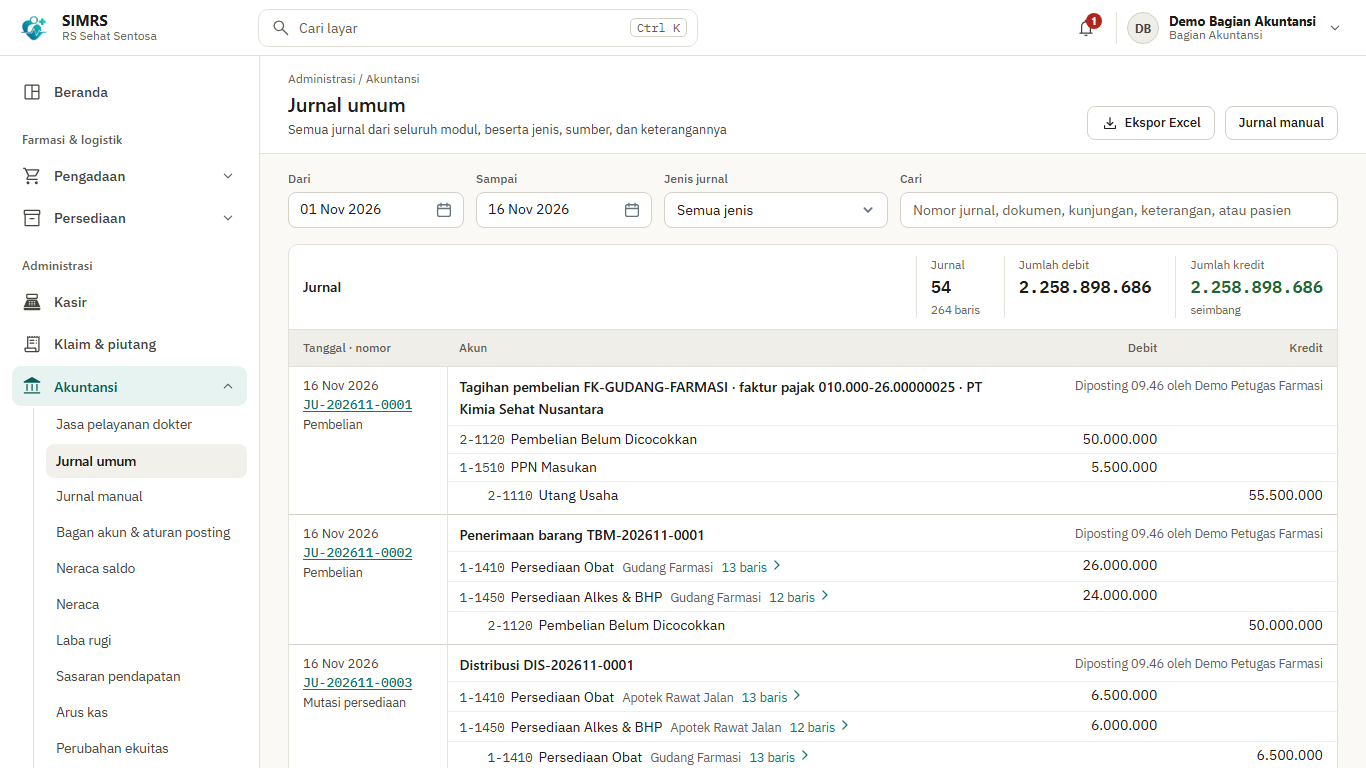 SIMRS
RS Sehat Sentosa
Cari layar
Ctrl K
1
DB
Demo Bagian Akuntansi
Bagian Akuntansi
Beranda
Farmasi & logistik
Pengadaan
Persediaan
Administrasi
Kasir
Klaim & piutang
Akuntansi
Jasa pelayanan dokter
Jurnal umum
Jurnal manual
Bagan akun & aturan posting
Neraca saldo
Neraca
Laba rugi
Sasaran pendapatan
Arus kas
Perubahan ekuitas
Administrasi / Akuntansi
Jurnal umum
Semua jurnal dari seluruh modul, beserta jenis, sumber, dan keterangannya
Ekspor Excel
Jurnal manual
Dari
Sampai
Jenis jurnal
Cari
01 Nov 2026
16 Nov 2026
Semua jenis
Nomor jurnal, dokumen, kunjungan, keterangan, atau pasien
Jurnal
Jurnal
54
264 baris
Jumlah debit
2.258.898.686
Jumlah kredit
2.258.898.686
seimbang
Tanggal · nomor
Akun
Debit
Kredit
16 Nov 2026
JU-202611-0001
Pembelian
Tagihan pembelian FK-GUDANG-FARMASI · faktur pajak 010.000-26.00000025 · PT
Kimia Sehat Nusantara
Diposting 09.46 oleh Demo Petugas Farmasi
2-1120 Pembelian Belum Dicocokkan 50.000.000
1-1510 PPN Masukan 5.500.000
2-1110 Utang Usaha 55.500.000
16 Nov 2026
JU-202611-0002
Pembelian
Penerimaan barang TBM-202611-0001
Diposting 09.46 oleh Demo Petugas Farmasi
1-1410 Persediaan Obat Gudang Farmasi 13 baris 26.000.000
1-1450 Persediaan Alkes & BHP Gudang Farmasi 12 baris 24.000.000
2-1120 Pembelian Belum Dicocokkan 50.000.000
16 Nov 2026
JU-202611-0003
Mutasi persediaan
Distribusi DIS-202611-0001
Diposting 09.46 oleh Demo Petugas Farmasi
1-1410 Persediaan Obat Apotek Rawat Jalan 13 baris 6.500.000
1-1450 Persediaan Alkes & BHP Apotek Rawat Jalan 12 baris 6.000.000
1-1410 Persediaan Obat Gudang Farmasi 13 baris 6.500.000